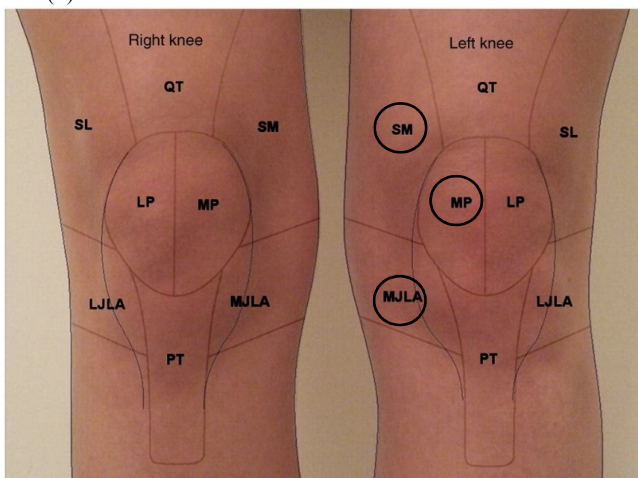 Right knee
QT
SL
SM
LP
MP
LJLA
MJLA
PT
Left knee
QT
SM
SL
MP
LP
MJLA
LJLA
PT